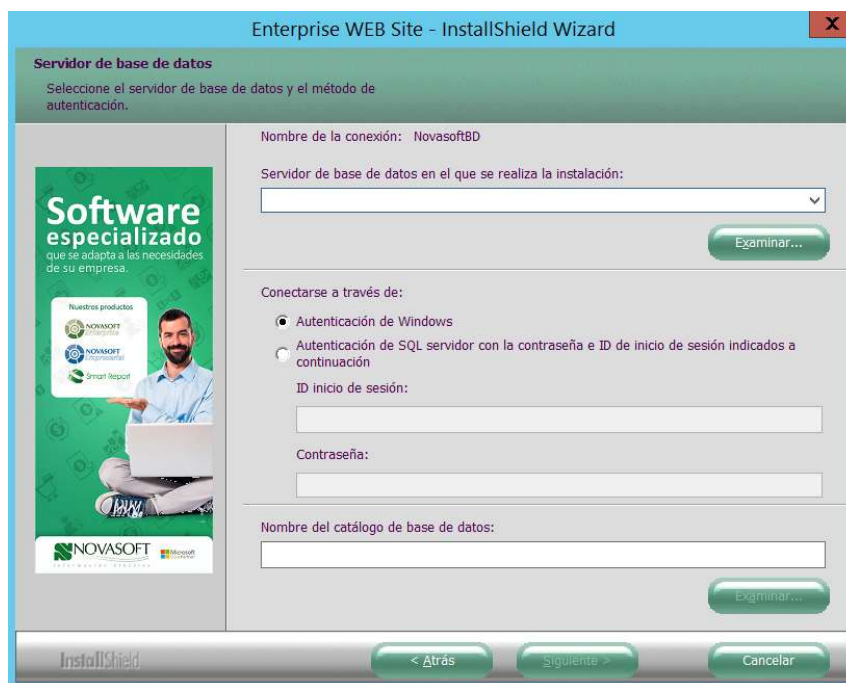 Enterprise WEB Site - InstallShield Wizard
X
Servidor de base de datos
Seleccione el servidor de base de datos y el método de
autenticación.
Nombre de la conexión: NovasoftBD
Servidor de base de datos en el que se realiza la instalación:
Examinar...
Software
especializado
que se adapta a las necesidades
de su empresa.
Nuestros productos
NOVASOFT
Enterprise
NOVASOFT
Empresarial
Smart Report
NOVASOFT
Microsoft
Conectarse a través de:
Autenticación de Windows
Autenticación de SQL servidor con la contraseña e ID de inicio de sesión indicados a
continuación
ID inicio de sesión:
Contraseña:
Nombre del catálogo de base de datos:
Examinar...
InstallShield
< Atrás
Siguiente >
Cancelar